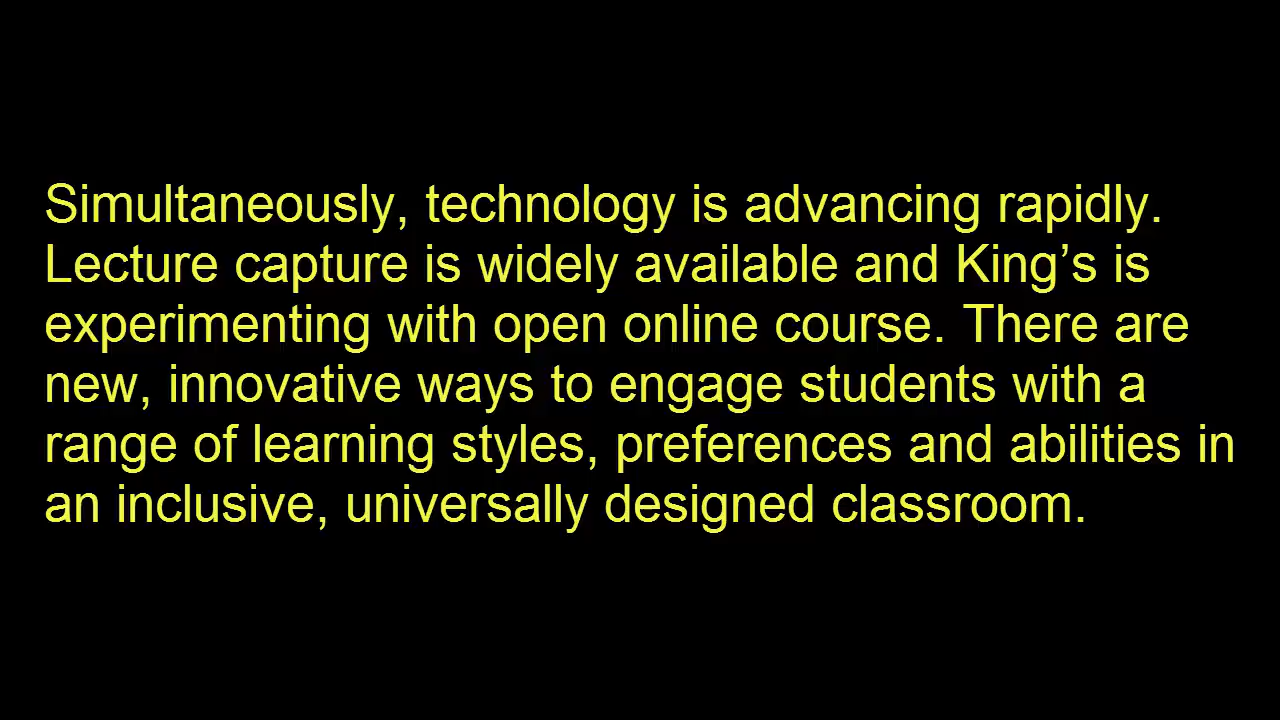 Simultaneously, technology is advancing rapidly.
Lecture capture is widely available and King’s is
experimenting with open online course. There are
new, innovative ways to engage students with a
range of learning styles, preferences and abilities in
an inclusive, universally designed classroom.